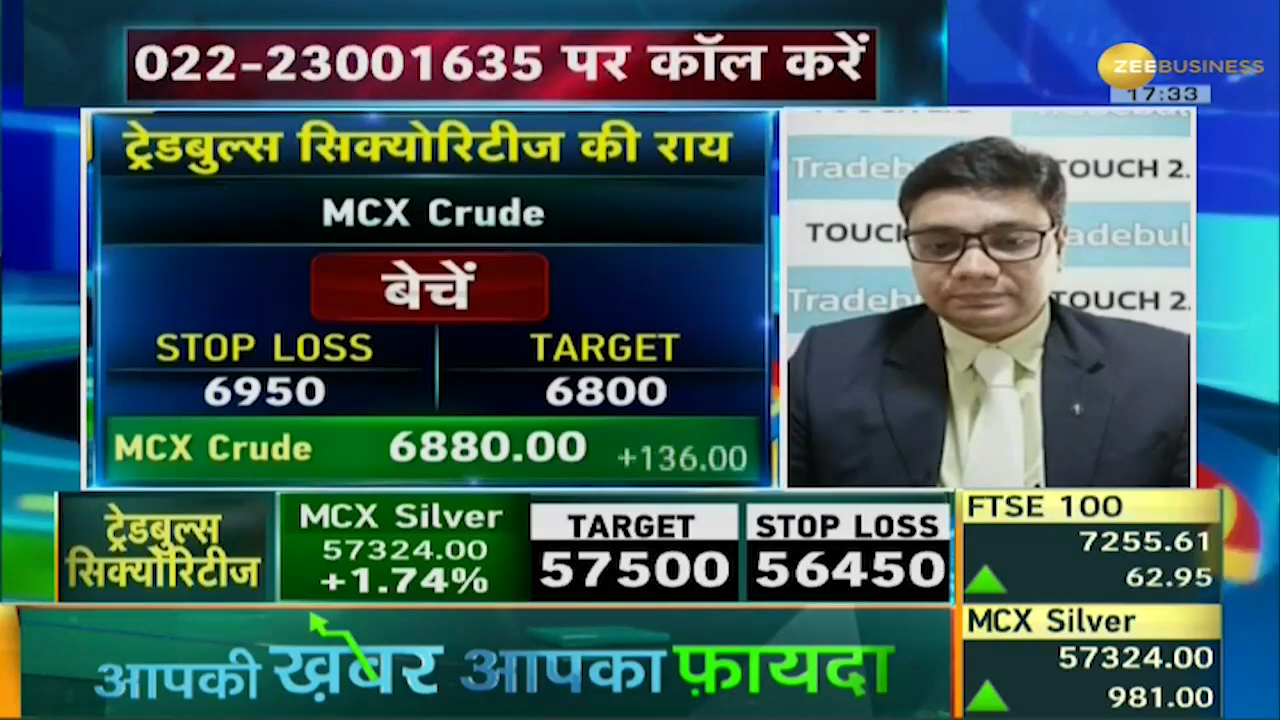 022-23001635 पर कॉल करें
ZEEBUSINESS
17:33
ट्रेडबुल्स सिक्योरिटीज की राय
MCX Crude
बेचें
STOP LOSS
TARGET
6950
6800
MCX Crude 6880.00 +136.00
Tradeb
TOUCH 2.
TOUCH
adebul
Tradebu
TOUCH 2.
ट्रेडबुल्स
सिक्योरिटीज
MCX Silver
57324.00
+1.74%
TARGET
57500
STOP LOSS
56450
FTSE 100
7255.61
62.95
MCX Silver
57324.00
981.00
आपकी ख़बर आपका फ़ायदा